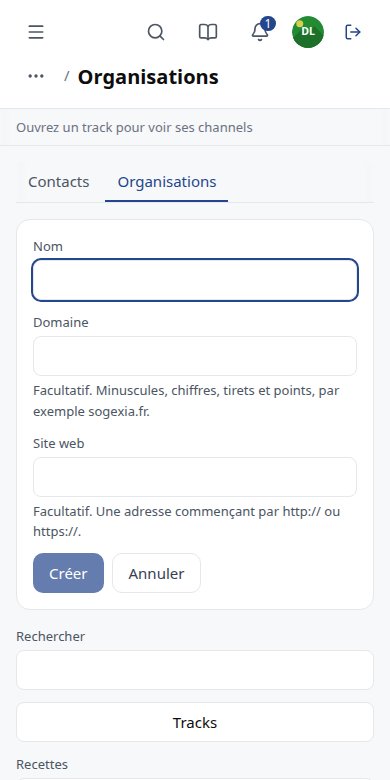 1
DL
/ Organisations
Ouvrez un track pour voir ses channels
Contacts
Organisations
Nom
Domaine
Facultatif. Minuscules, chiffres, tirets et points, par
exemple sogexia.fr.
Site web
Facultatif. Une adresse commençant par http:// ou
https://.
Créer
Annuler
Rechercher
Tracks
Recettes